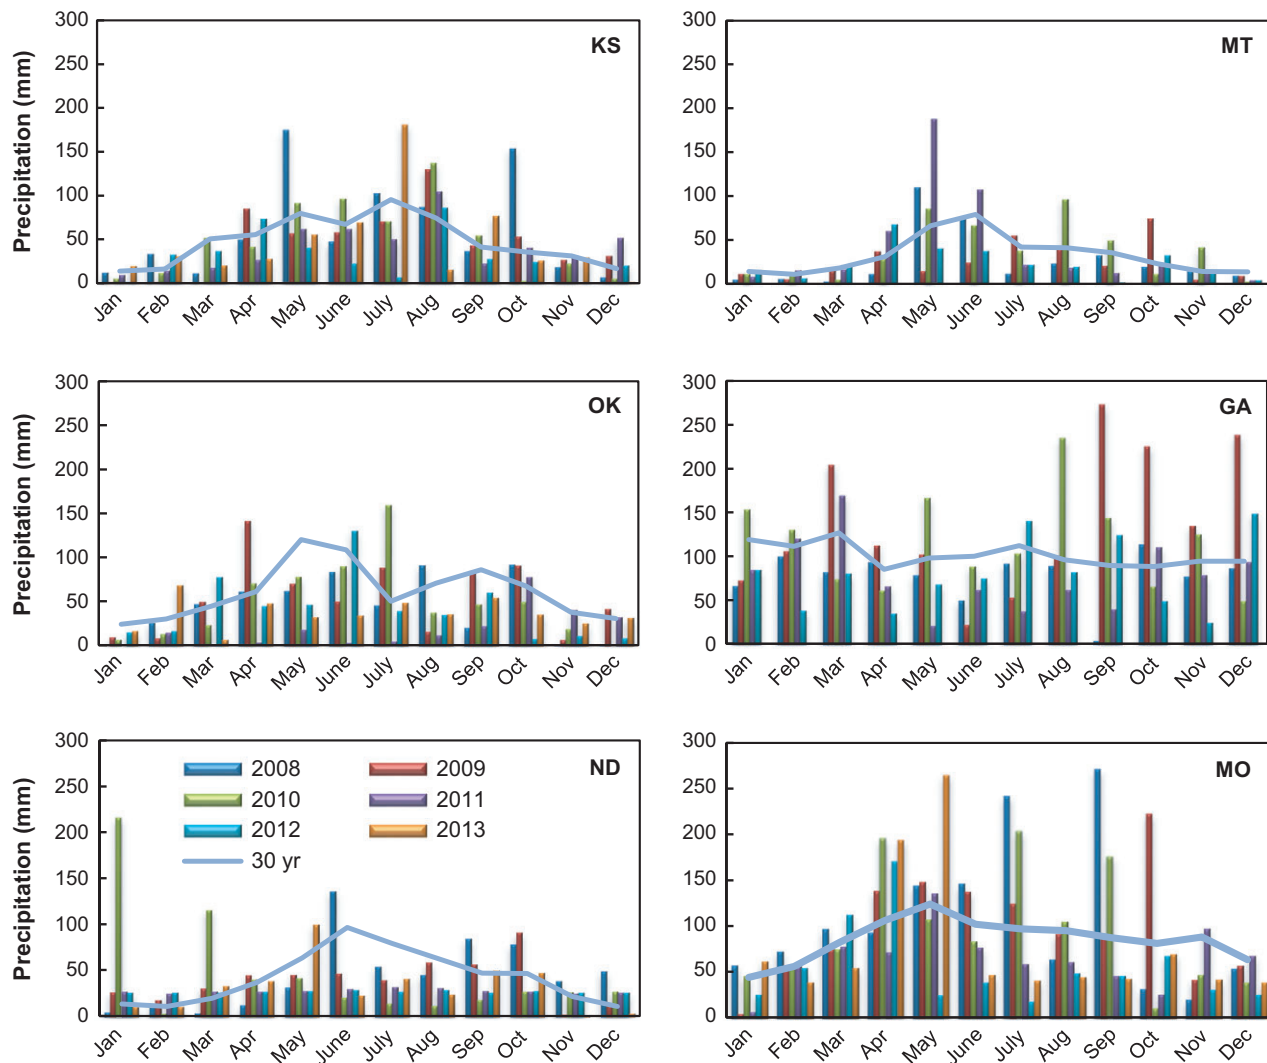 Precipitation (mm)
300
250
200
150
100
50
0
KS
Jan
Feb
Mar
Apr
May
June
July
Aug
Sep
Oct
Nov
Dec
300
250
200
150
100
50
0
MT
Jan
Feb
Mar
Apr
May
June
July
Aug
Sep
Oct
Nov
Dec
Precipitation (mm)
300
250
200
150
100
50
0
OK
Jan
Feb
Mar
Apr
May
June
July
Aug
Sep
Oct
Nov
Dec
300
250
200
150
100
50
0
GA
Jan
Feb
Mar
Apr
May
June
July
Aug
Sep
Oct
Nov
Dec
Precipitation (mm)
300
250
200
150
100
50
0
ND
2008
2009
2010
2011
2012
2013
30 yr
Jan
Feb
Mar
Apr
May
June
July
Aug
Sep
Oct
Nov
Dec
300
250
200
150
100
50
0
MO
Jan
Feb
Mar
Apr
May
June
July
Aug
Sep
Oct
Nov
Dec